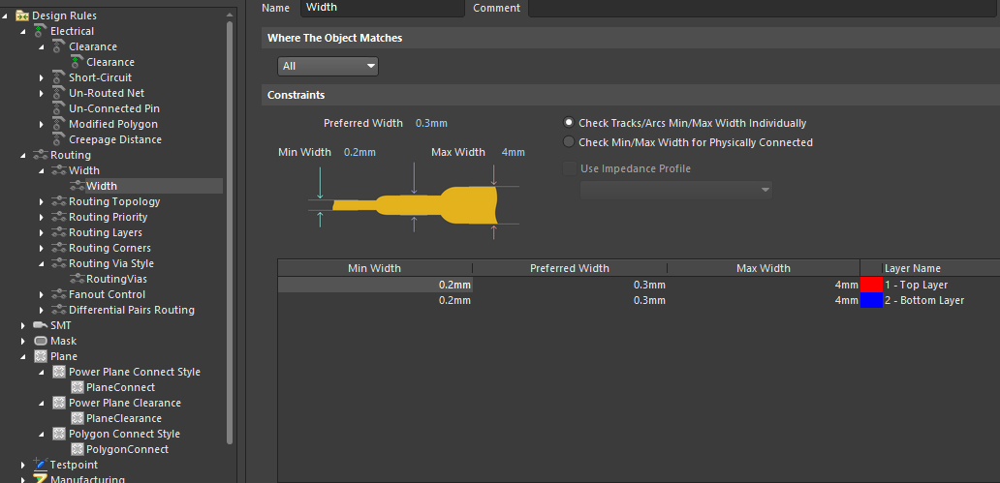 Design Rules
Electrical
Clearance
Clearance
Short-Circuit
Un-Routed Net
Un-Connected Pin
Modified Polygon
Creepage Distance
Routing
Width
Width
Routing Topology
Routing Priority
Routing Layers
Routing Corners
Routing Via Style
RoutingVias
Fanout Control
Differential Pairs Routing
SMT
Mask
Plane
Power Plane Connect Style
PlaneConnect
Power Plane Clearance
PlaneClearance
Polygon Connect Style
PolygonConnect
Testpoint
Manufacturing
Name Width Comment
Where The Object Matches
All
Constraints
Preferred Width 0.3mm
Min Width 0.2mm Max Width 4mm
Check Tracks/Arcs Min/Max Width Individually
Check Min/Max Width for Physically Connected
Use Impedance Profile
Min Width Preferred Width Max Width Layer Name
0.2mm 0.3mm 4mm 1 - Top Layer
0.2mm 0.3mm 4mm 2 - Bottom Layer